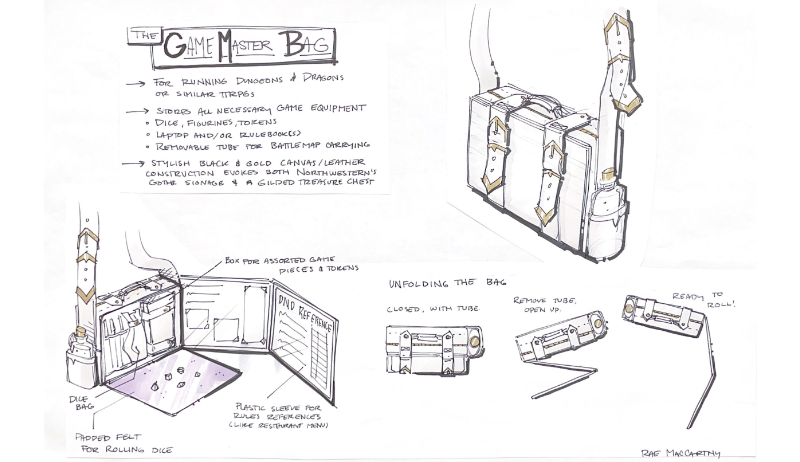 THE GAME MASTER BAG
→ FOR RUNNING DUNGEONS & DRAGONS
OR SIMILAR TTRPGS
→ STORES ALL NECESSARY GAME EQUIPMENT
• DICE, FIGURINES, TOKENS
• LAPTOP AND/OR RULEBOOK(S)
• REMOVABLE TUBE FOR BATTLEMAP CARRYING
→ STYLISH BLACK & GOLD CANVAS/LEATHER
CONSTRUCTION EVOKES BOTH NORTHWESTERN'S
GOTHIC SIGNAGE & A GILDED TREASURE CHEST
BOX FOR ASSORTED GAME
PIECES & TOKENS
DND REFERENCE!
DICE
BAG
PADDED FELT
FOR ROLLING DICE
PLASTIC SLEEVE FOR
RULES REFERENCES
(LIKE RESTAURANT MENU)
UNFOLDING THE BAG
CLOSED, WITH TUBE.
REMOVE TUBE,
OPEN UP.
READY TO
ROLL!
RAE MACCARTHY